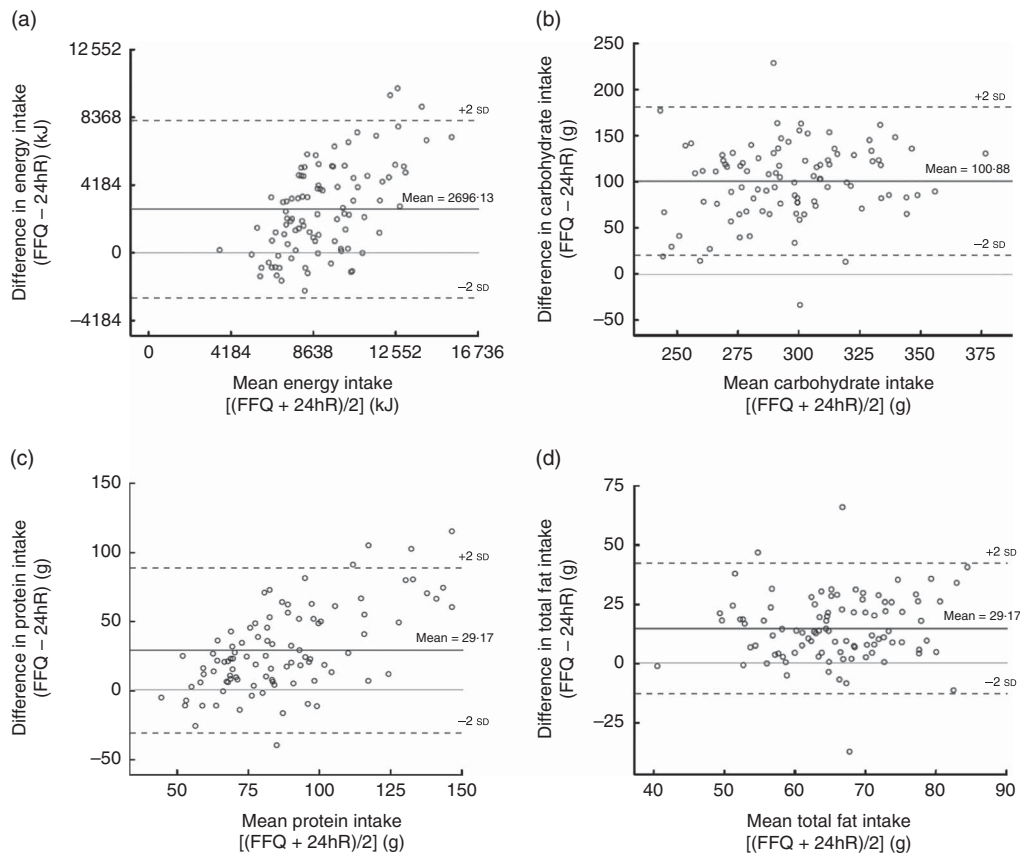 (a)
12 552
8368
4184
0
−4184
Difference in energy intake
(FFQ − 24hR) (kJ)
+2 SD
Mean = 2696·13
−2 SD
0 4184 8638 12 552 16 736
Mean energy intake
[(FFQ + 24hR)/2] (kJ)
(b)
250
200
150
100
50
0
−50
Difference in carbohydrate intake
(FFQ − 24hR) (g)
+2 SD
Mean = 100·88
−2 SD
250 275 300 325 350 375
Mean carbohydrate intake
[(FFQ + 24hR)/2] (g)
(c)
150
100
50
0
−50
Difference in protein intake
(FFQ − 24hR) (g)
+2 SD
Mean = 29·17
−2 SD
50 75 100 125 150
Mean protein intake
[(FFQ + 24hR)/2] (g)
(d)
75
50
25
0
−25
Difference in total fat intake
(FFQ − 24hR) (g)
+2 SD
Mean = 29·17
−2 SD
40 50 60 70 80 90
Mean total fat intake
[(FFQ + 24hR)/2] (g)